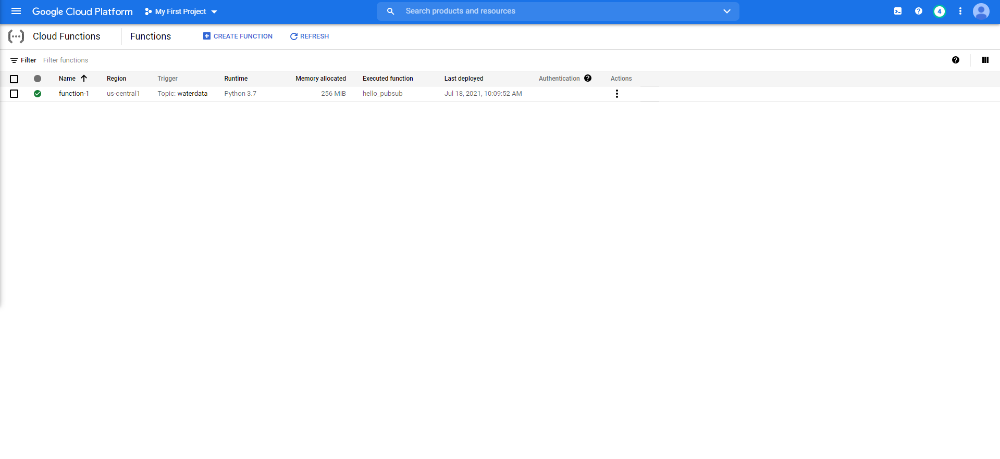 Google Cloud Platform My First Project Search products and resources 4
Cloud Functions Functions CREATE FUNCTION REFRESH
Filter Filter functions
Name Region Trigger Runtime Memory allocated Executed function Last deployed Authentication Actions
function-1 us-central1 Topic: waterdata Python 3.7 256 MiB hello_pubsub Jul 18, 2021, 10:09:52 AM